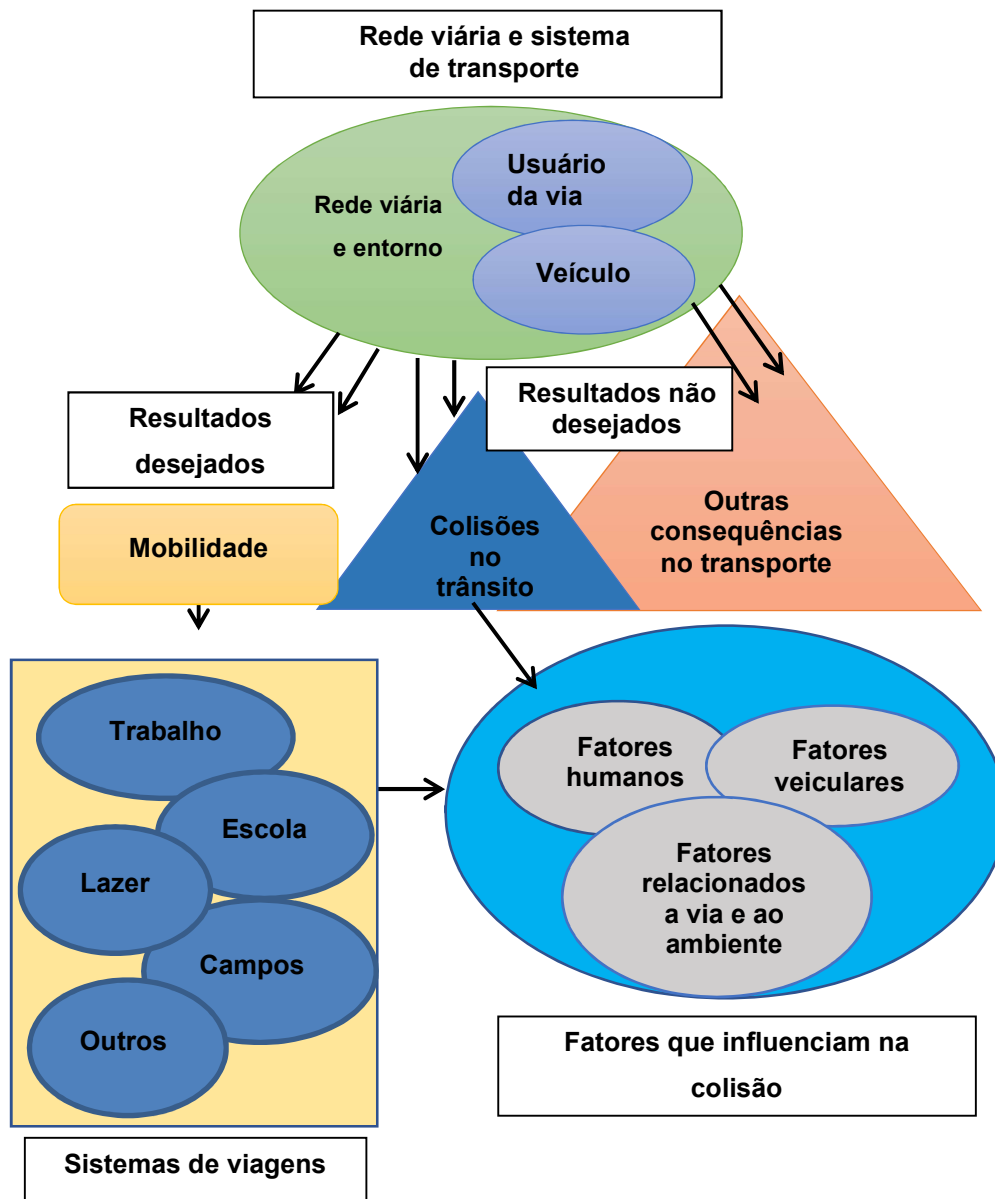 Rede viária e sistema
de transporte
Usuário
da via
Rede viária
e entorno
Veículo
Resultados
desejados
Resultados não
desejados
Mobilidade
Colisões
no
trânsito
Outras
consequências
no transporte
Trabalho
Escola
Lazer
Campos
Outros
Fatores
humanos
Fatores
veiculares
Fatores
relacionados
a via e ao
ambiente
Fatores que influenciam na
colisão
Sistemas de viagens